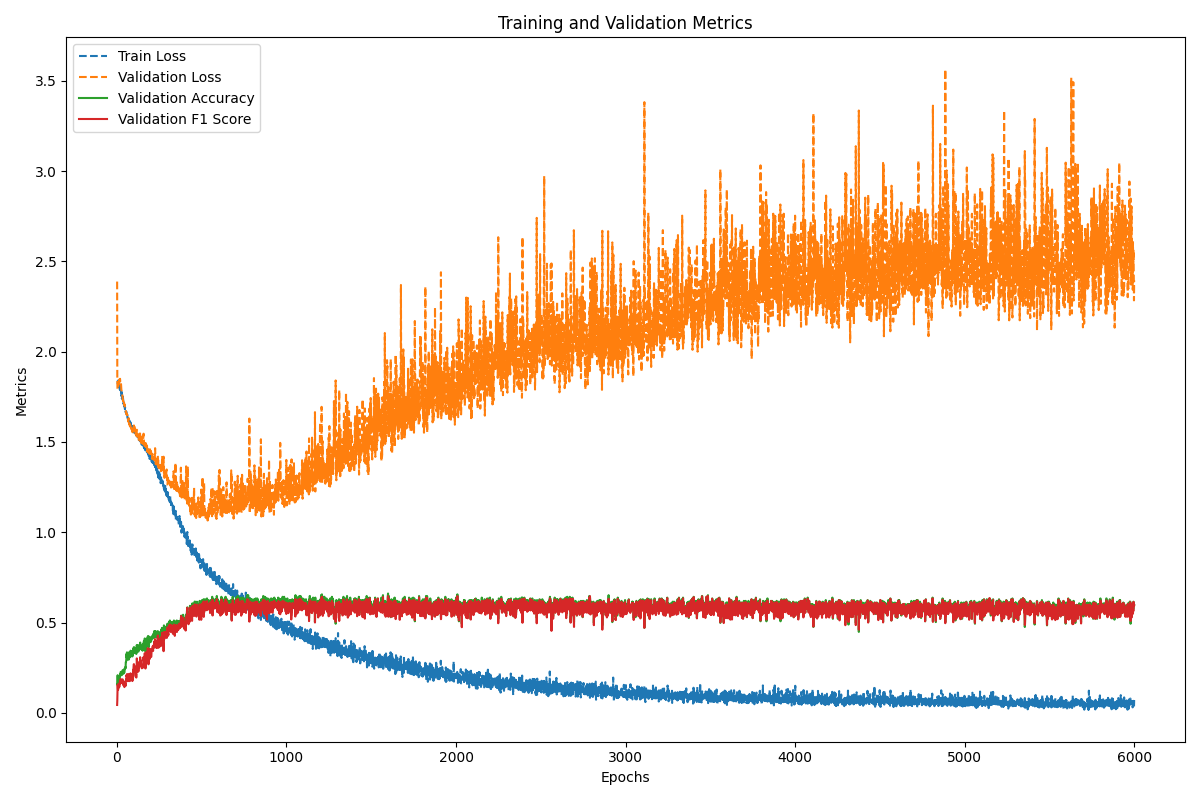 Training and Validation Metrics
Train Loss
Validation Loss
Validation Accuracy
Validation F1 Score
3.5
3.0
2.5
2.0
1.5
1.0
0.5
0.0
Metrics
0 1000 2000 3000 4000 5000 6000
Epochs